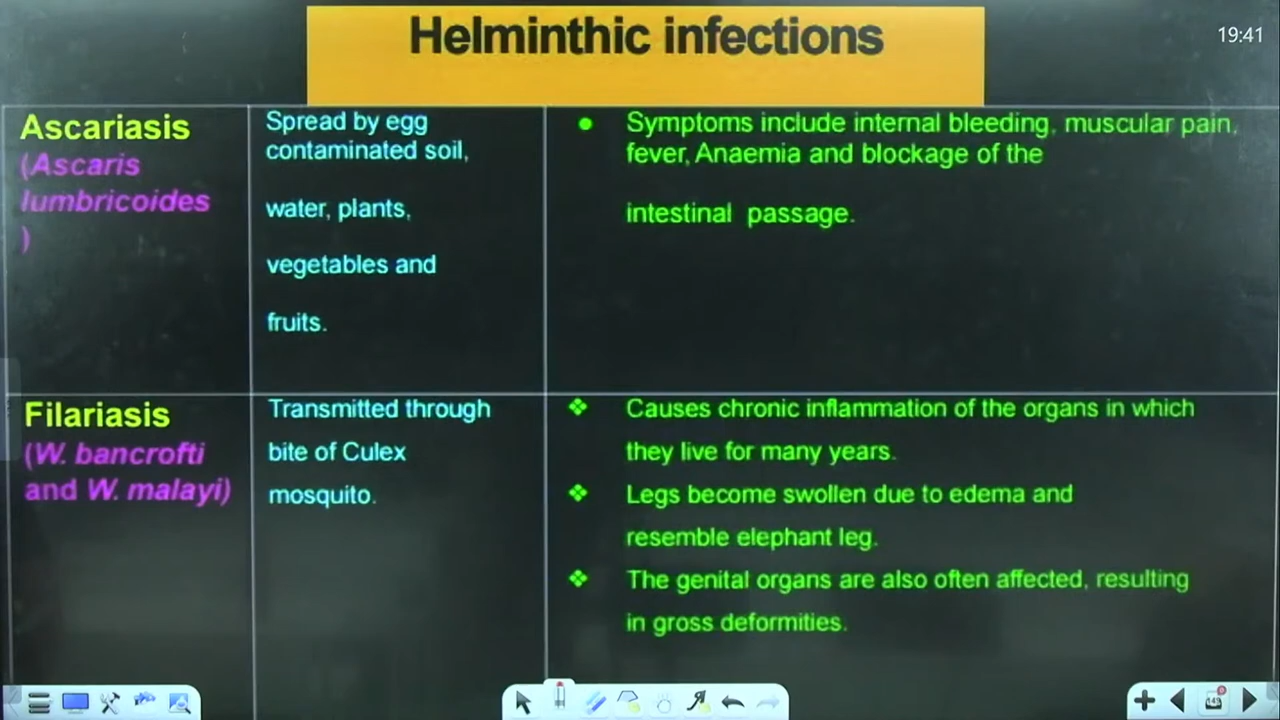 Helminthic infections
19:41
Ascariasis
(Ascaris
lumbricoides
)
Spread by egg
contaminated soil,
water, plants,
vegetables and
fruits.
Symptoms include internal bleeding, muscular pain,
fever, Anaemia and blockage of the
intestinal passage.
Filariasis
(W. bancrofti
and W. malayi)
Transmitted through
bite of Culex
mosquito.
Causes chronic inflammation of the organs in which
they live for many years.
Legs become swollen due to edema and
resemble elephant leg.
The genital organs are also often affected, resulting
in gross deformities.